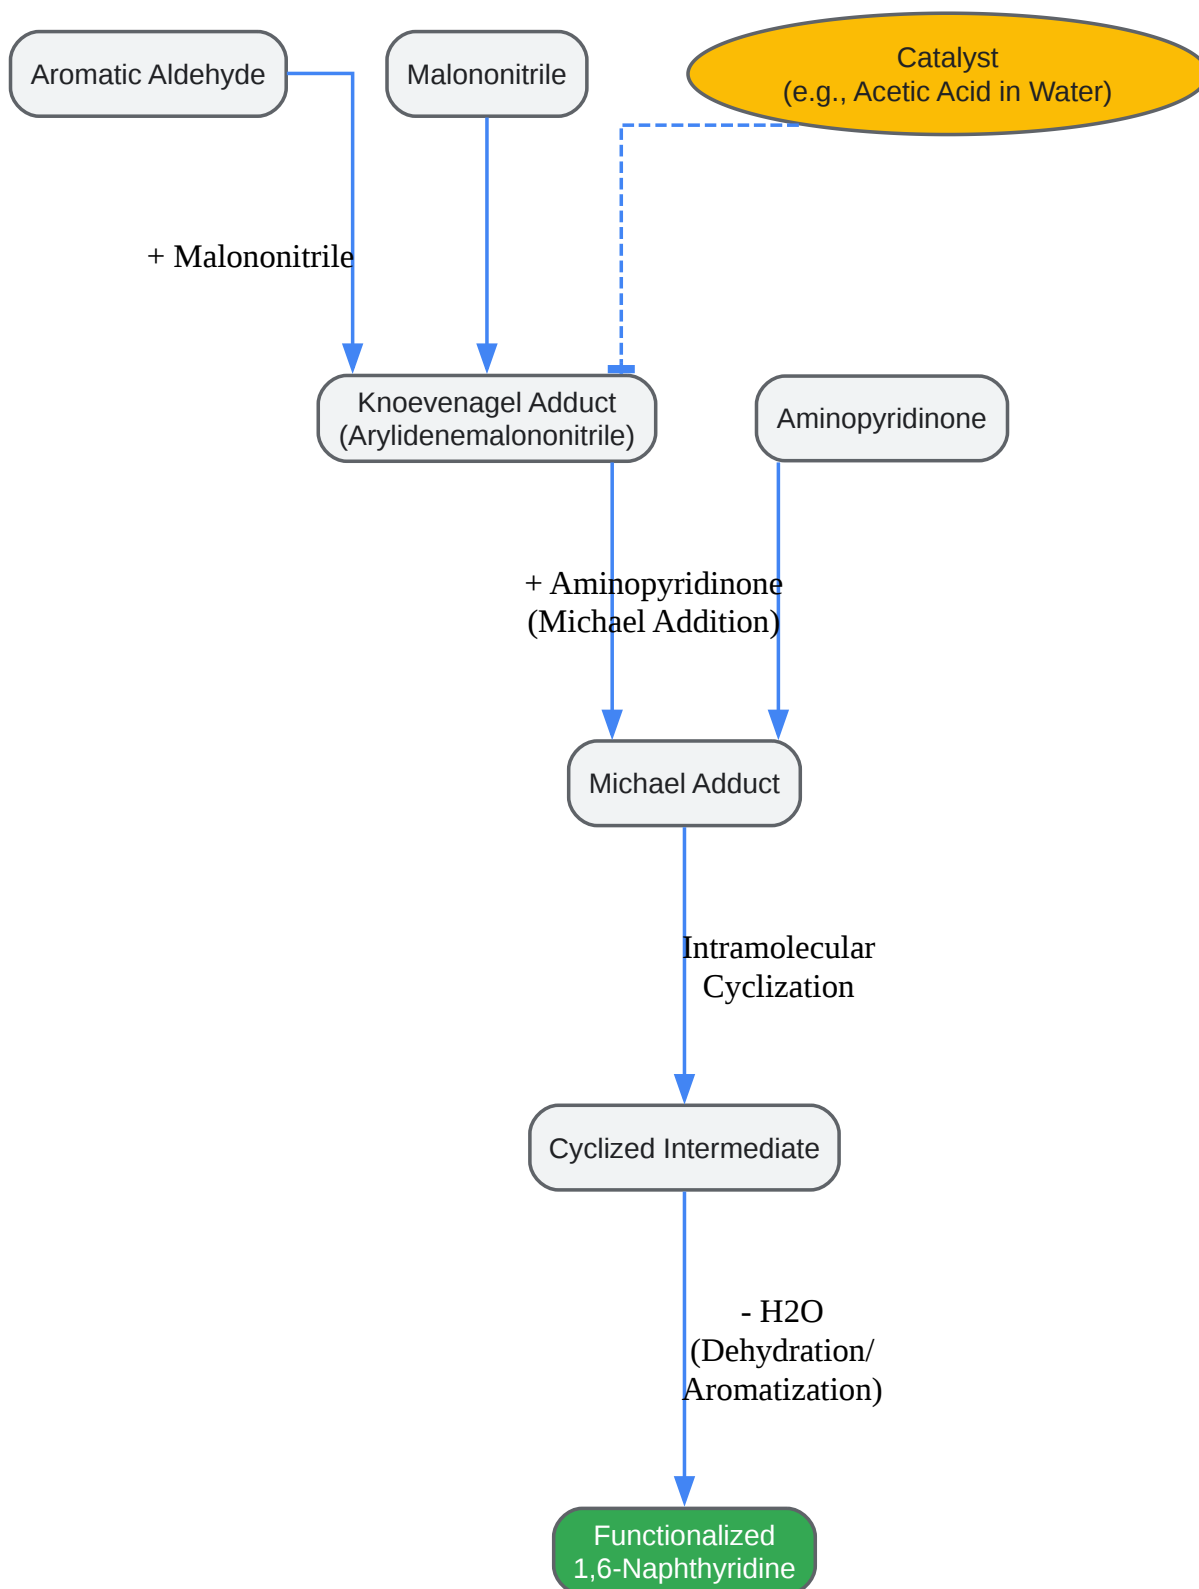 Aromatic Aldehyde
Malononitrile
Catalyst
(e.g., Acetic Acid in Water)
+ Malononitrile
Knoevenagel Adduct
(Arylidenemalononitrile)
Aminopyridinone
+ Aminopyridinone
(Michael Addition)
Michael Adduct
Intramolecular
Cyclization
Cyclized Intermediate
- H2O
(Dehydration/
Aromatization)
Functionalized
1,6-Naphthyridine